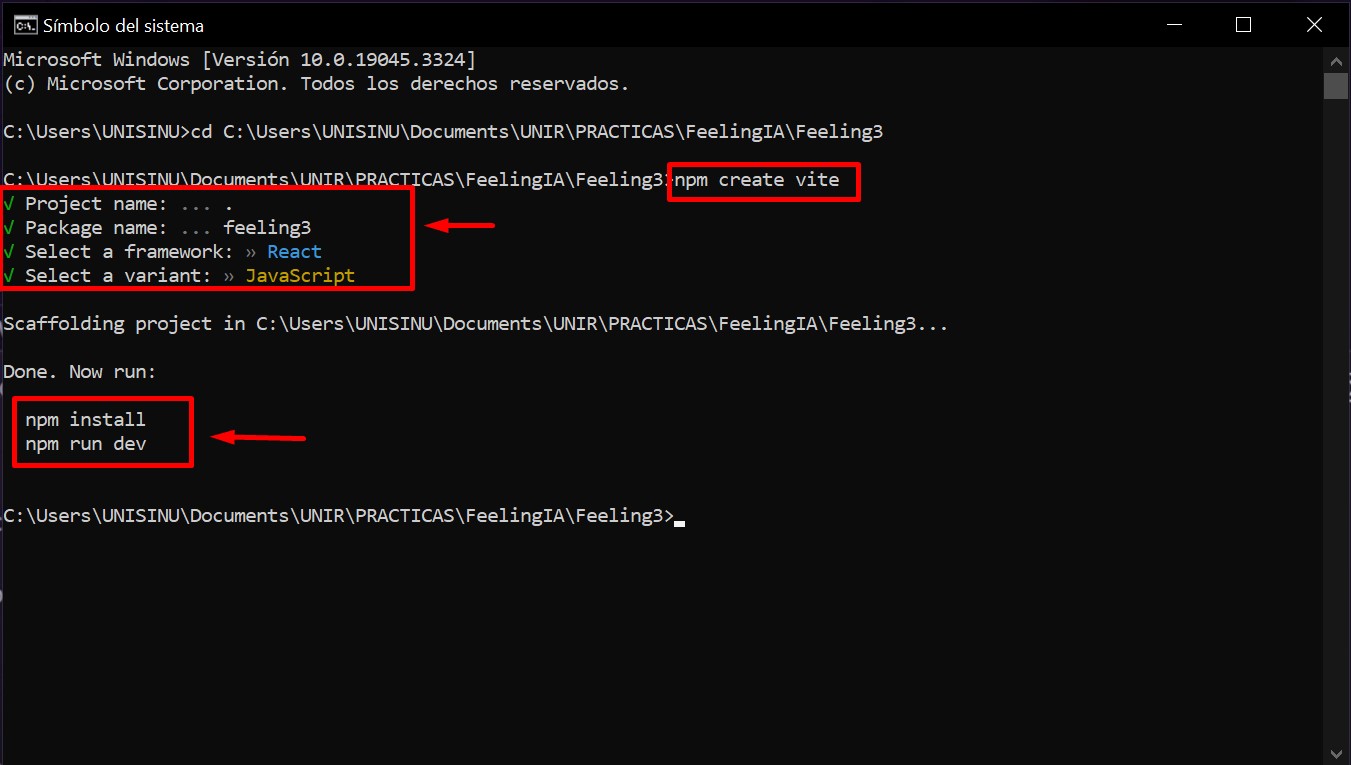 Símbolo del sistema
Microsoft Windows [Versión 10.0.19045.3324]
(c) Microsoft Corporation. Todos los derechos reservados.
C:\Users\UNISINU>cd C:\Users\UNISINU\Documents\UNIR\PRACTICAS\FeelingIA\Feeling3
C:\Users\UNISINU\Documents\UNIR\PRACTICAS\FeelingIA\Feeling3>npm create vite
√ Project name: ... .
√ Package name: ... feeling3
√ Select a framework: » React
√ Select a variant: » JavaScript
Scaffolding project in C:\Users\UNISINU\Documents\UNIR\PRACTICAS\FeelingIA\Feeling3...
Done. Now run:
npm install
npm run dev
C:\Users\UNISINU\Documents\UNIR\PRACTICAS\FeelingIA\Feeling3>